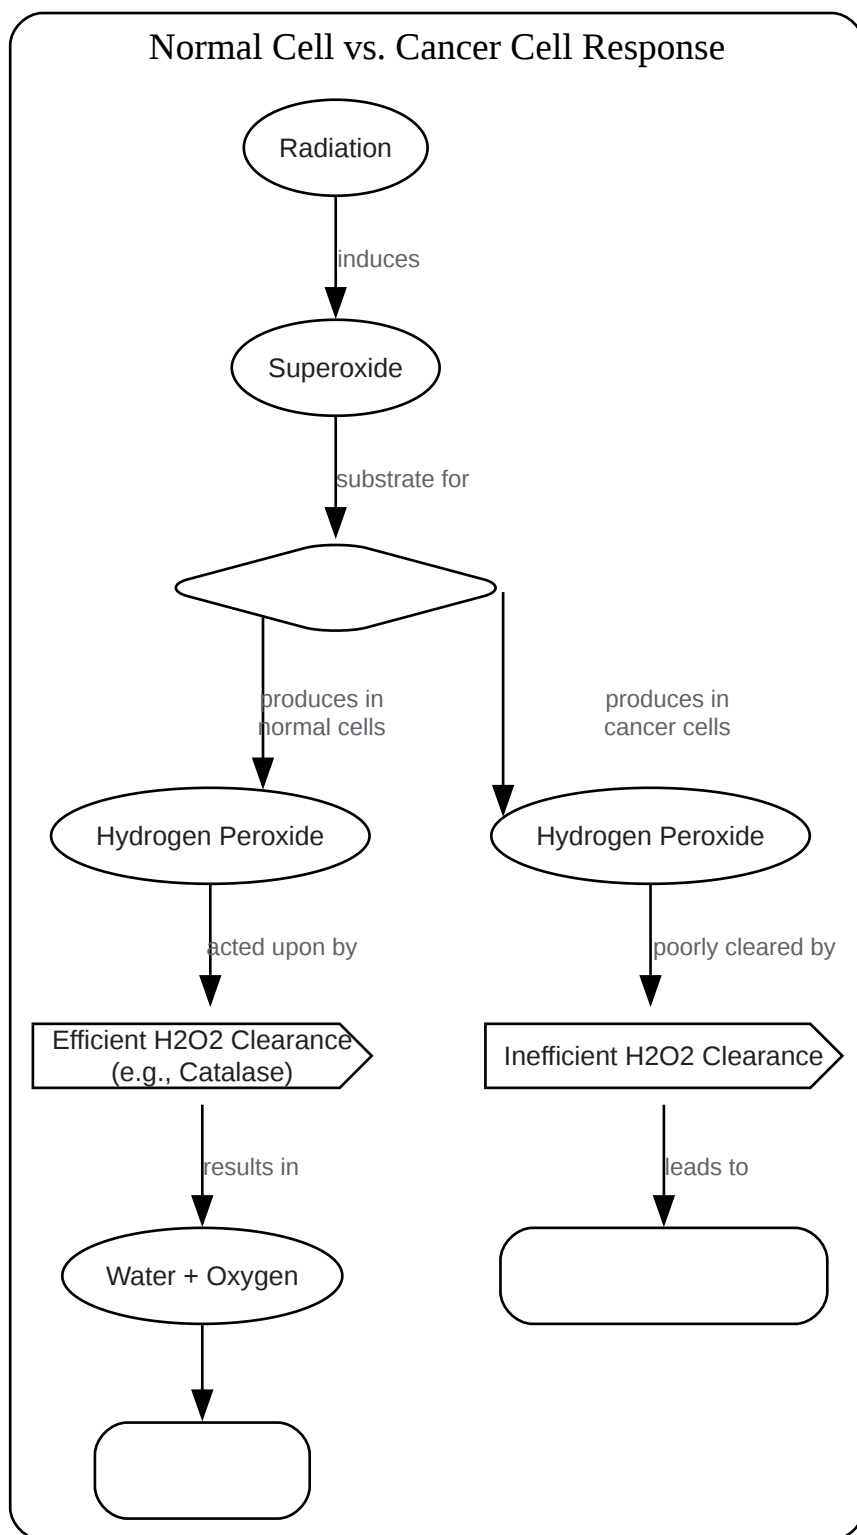 Normal Cell vs. Cancer Cell Response
Radiation
induces
Superoxide
substrate for
produces in
normal cells
produces in
cancer cells
Hydrogen Peroxide
Hydrogen Peroxide
acted upon by
poorly cleared by
Efficient H2O2 Clearance
(e.g., Catalase)
Inefficient H2O2 Clearance
results in
leads to
Water + Oxygen